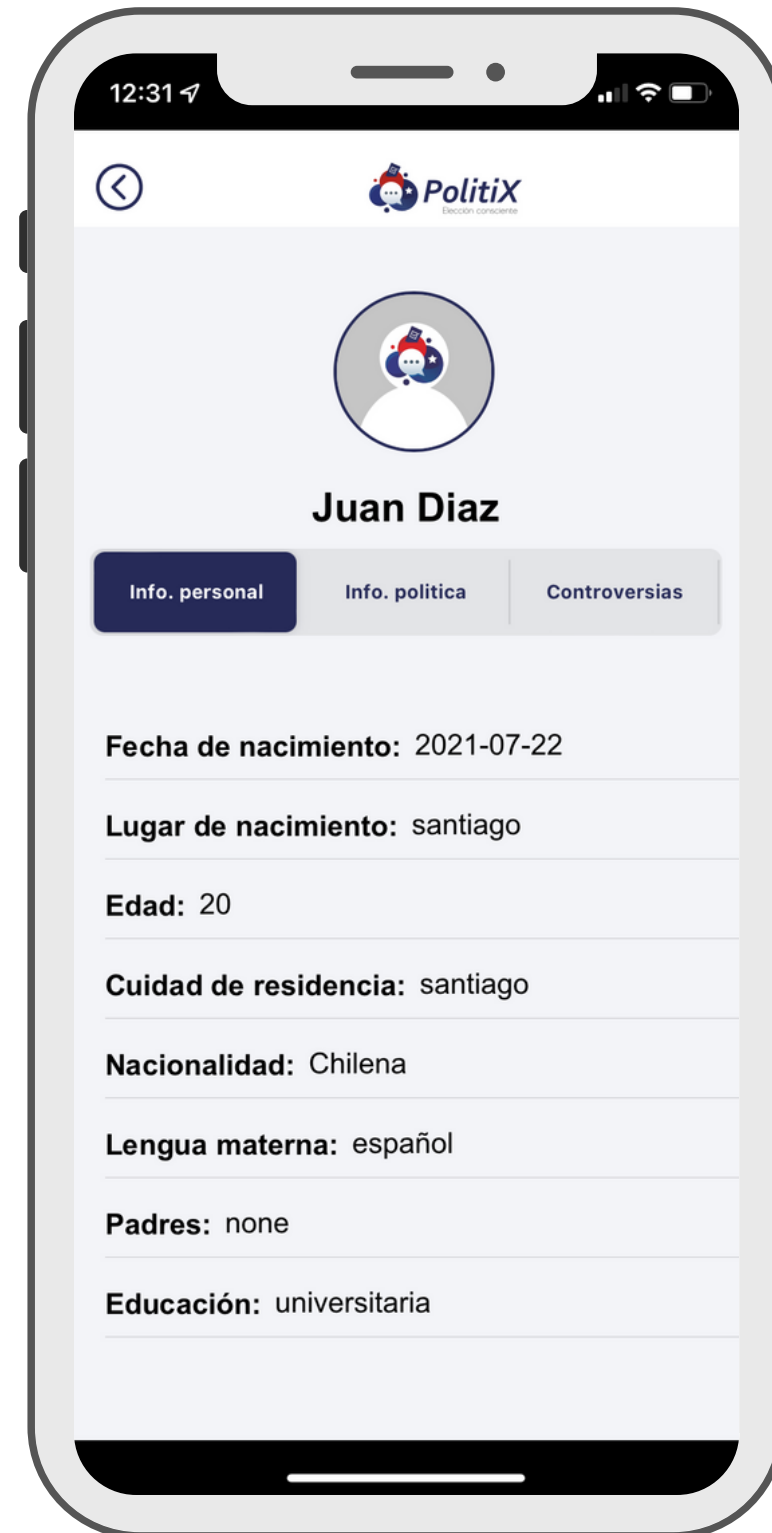 12:31
PolitiX
Elección consciente
Juan Diaz
Info. personal
Info. politica
Controversias
Fecha de nacimiento: 2021-07-22
Lugar de nacimiento: santiago
Edad: 20
Cuidad de residencia: santiago
Nacionalidad: Chilena
Lengua materna: español
Padres: none
Educación: universitaria